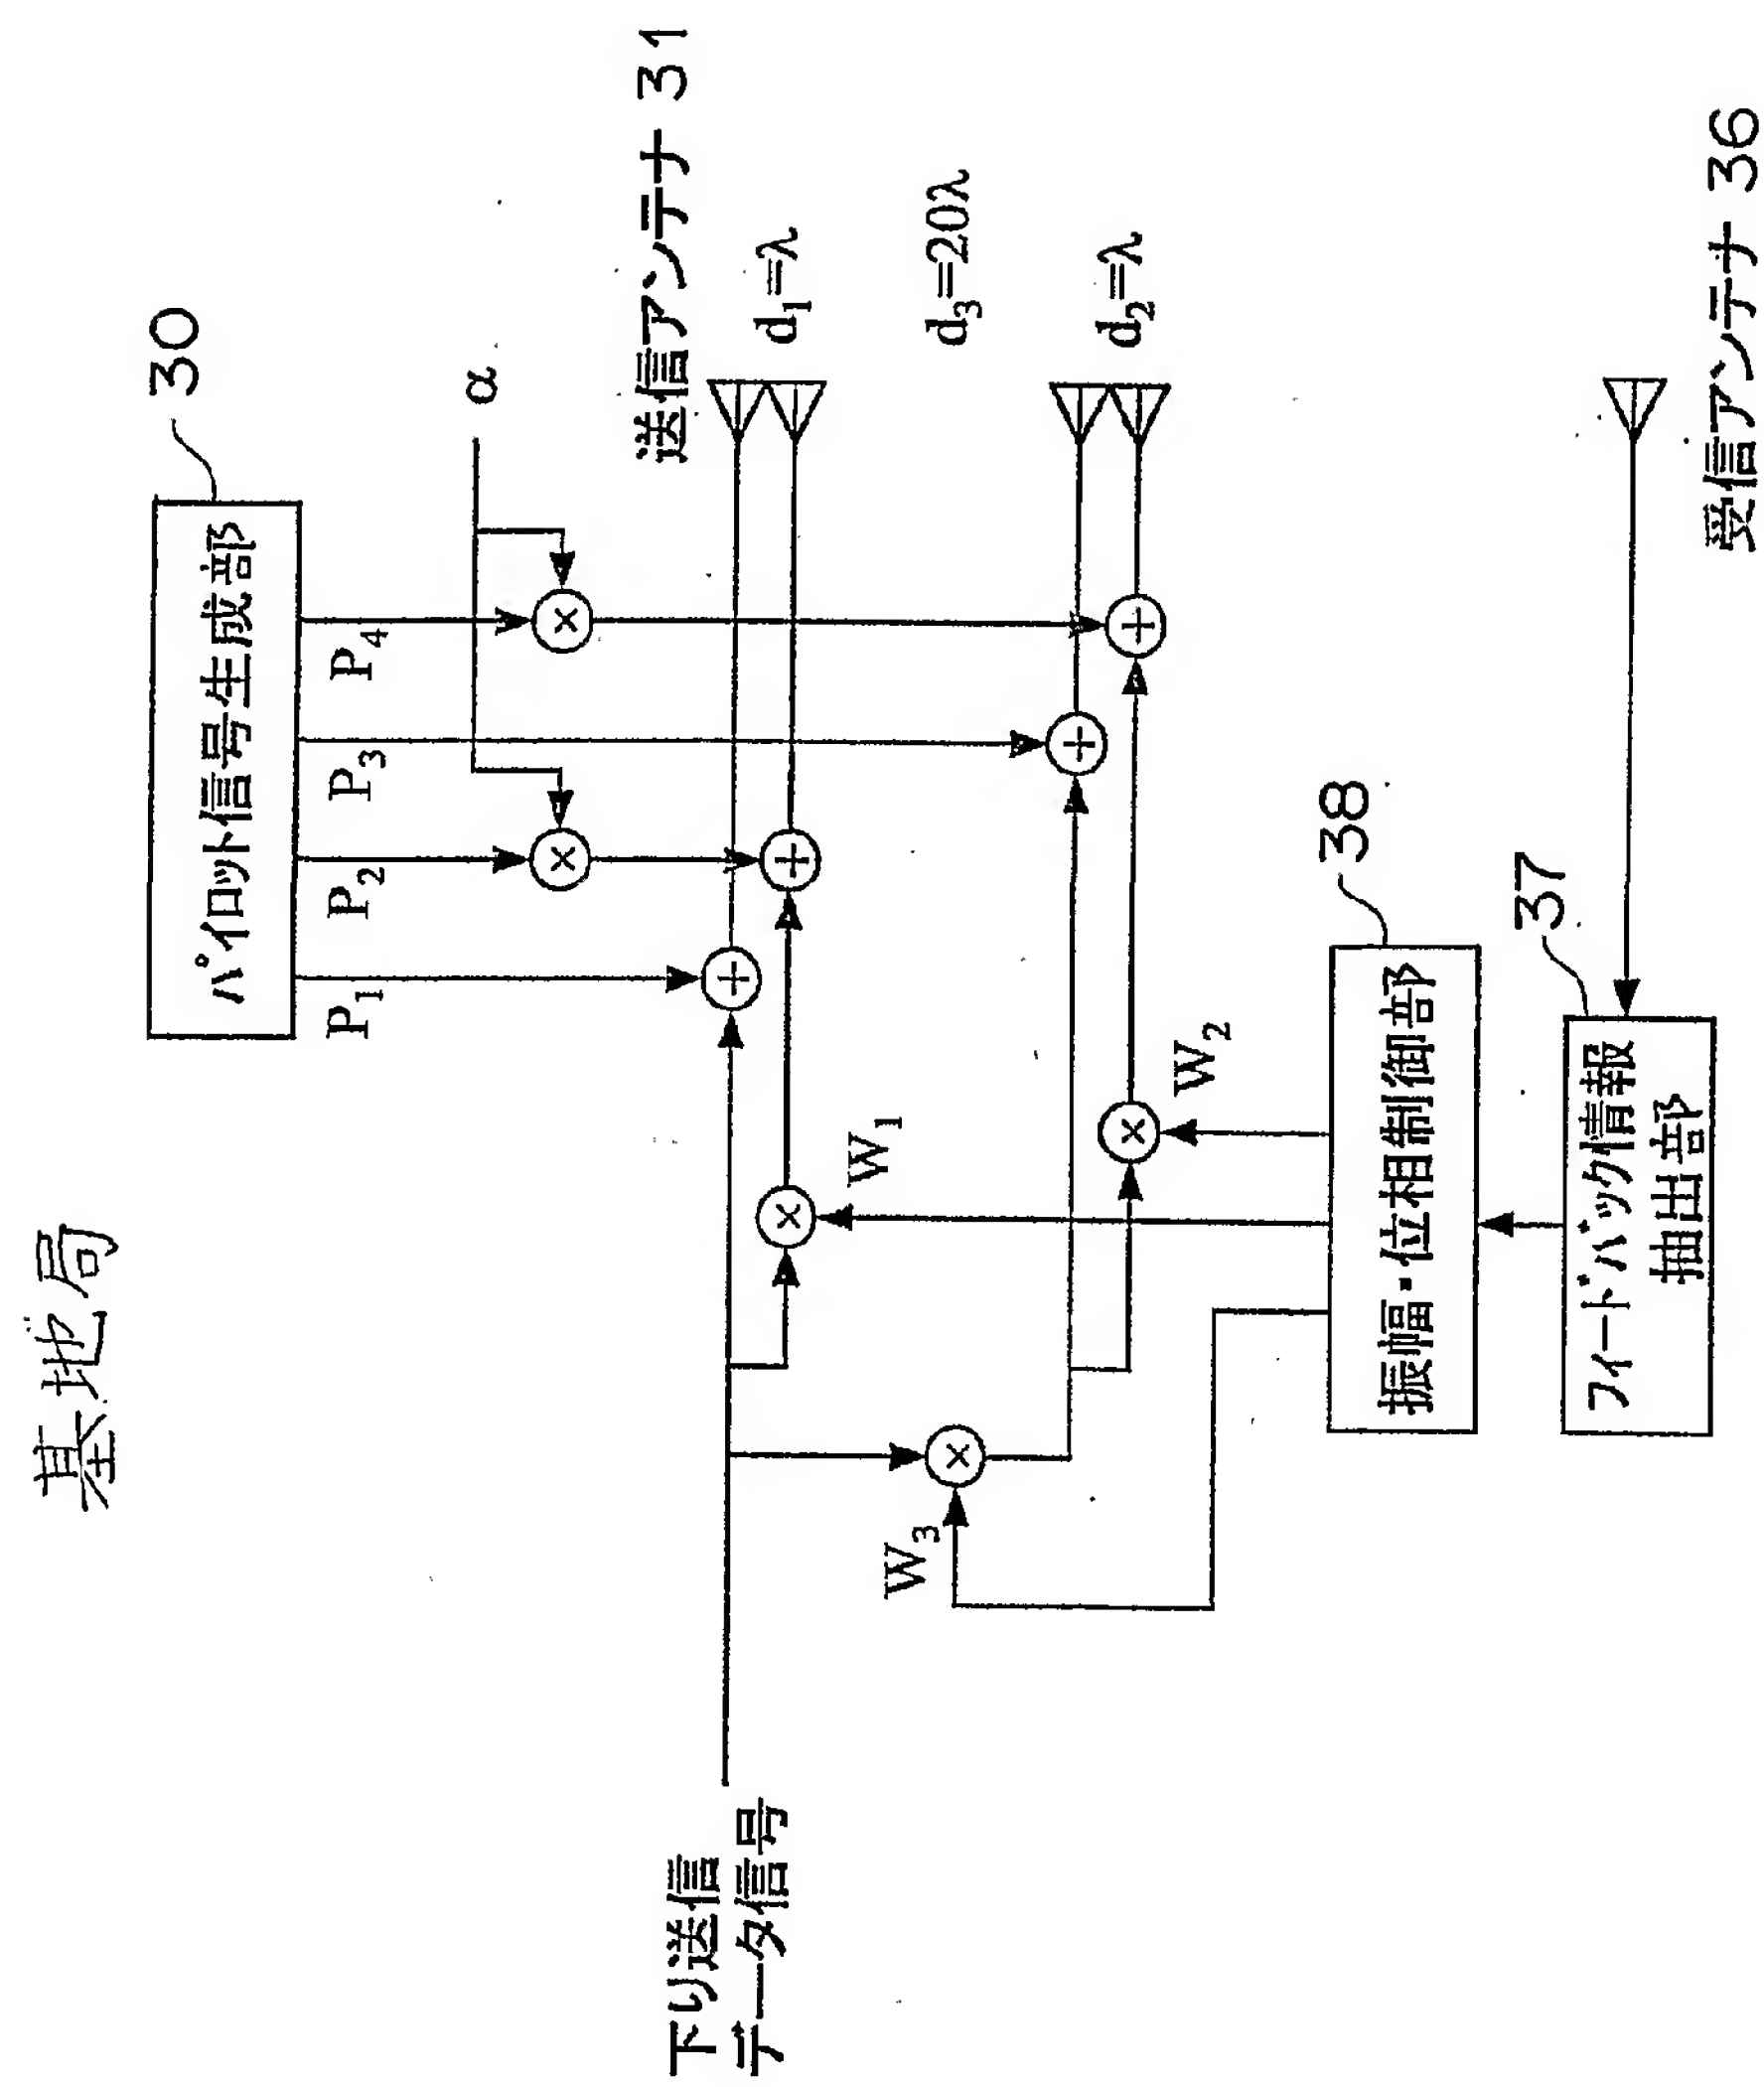 基地局
パイロット信号生成部
30
P1
P2
P3
P4
α
送信アンテナ 31
d1=λ
d3=20λ
d2=λ
下り送信
データ信号
W1
W2
W3
振幅・位相制御部
38
フィードバック情報
抽出部
37
受信アンテナ 36